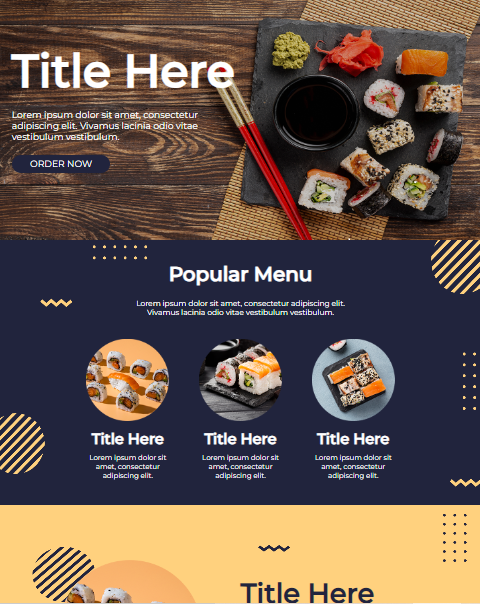 Title Here
Lorem ipsum dolor sit amet, consectetur
adipiscing elit. Vivamus lacinia odio vitae
vestibulum vestibulum.
ORDER NOW
Popular Menu
Lorem ipsum dolor sit amet, consectetur adipiscing elit.
Vivamus lacinia odio vitae vestibulum vestibulum.
Title Here
Lorem ipsum dolor sit
amet, consectetur
adipiscing elit.
Title Here
Lorem ipsum dolor sit
amet, consectetur
adipiscing elit.
Title Here
Lorem ipsum dolor sit
amet, consectetur
adipiscing elit.
Title Here